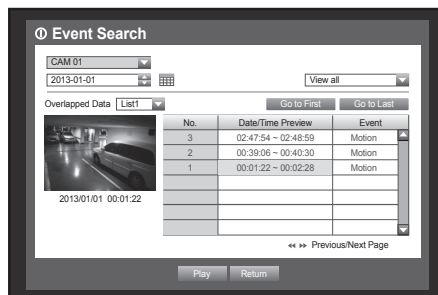 Event Search
CAM 01
2013-01-01
View all
Overlapped Data List1
Go to First Go to Last
No. Date/Time Preview Event
3 02:47:54 ~ 02:48:59 Motion
2 00:39:06 ~ 00:40:30 Motion
1 00:01:22 ~ 00:02:28 Motion
2013/01/01 00:01:22
Previous/Next Page
Play Return